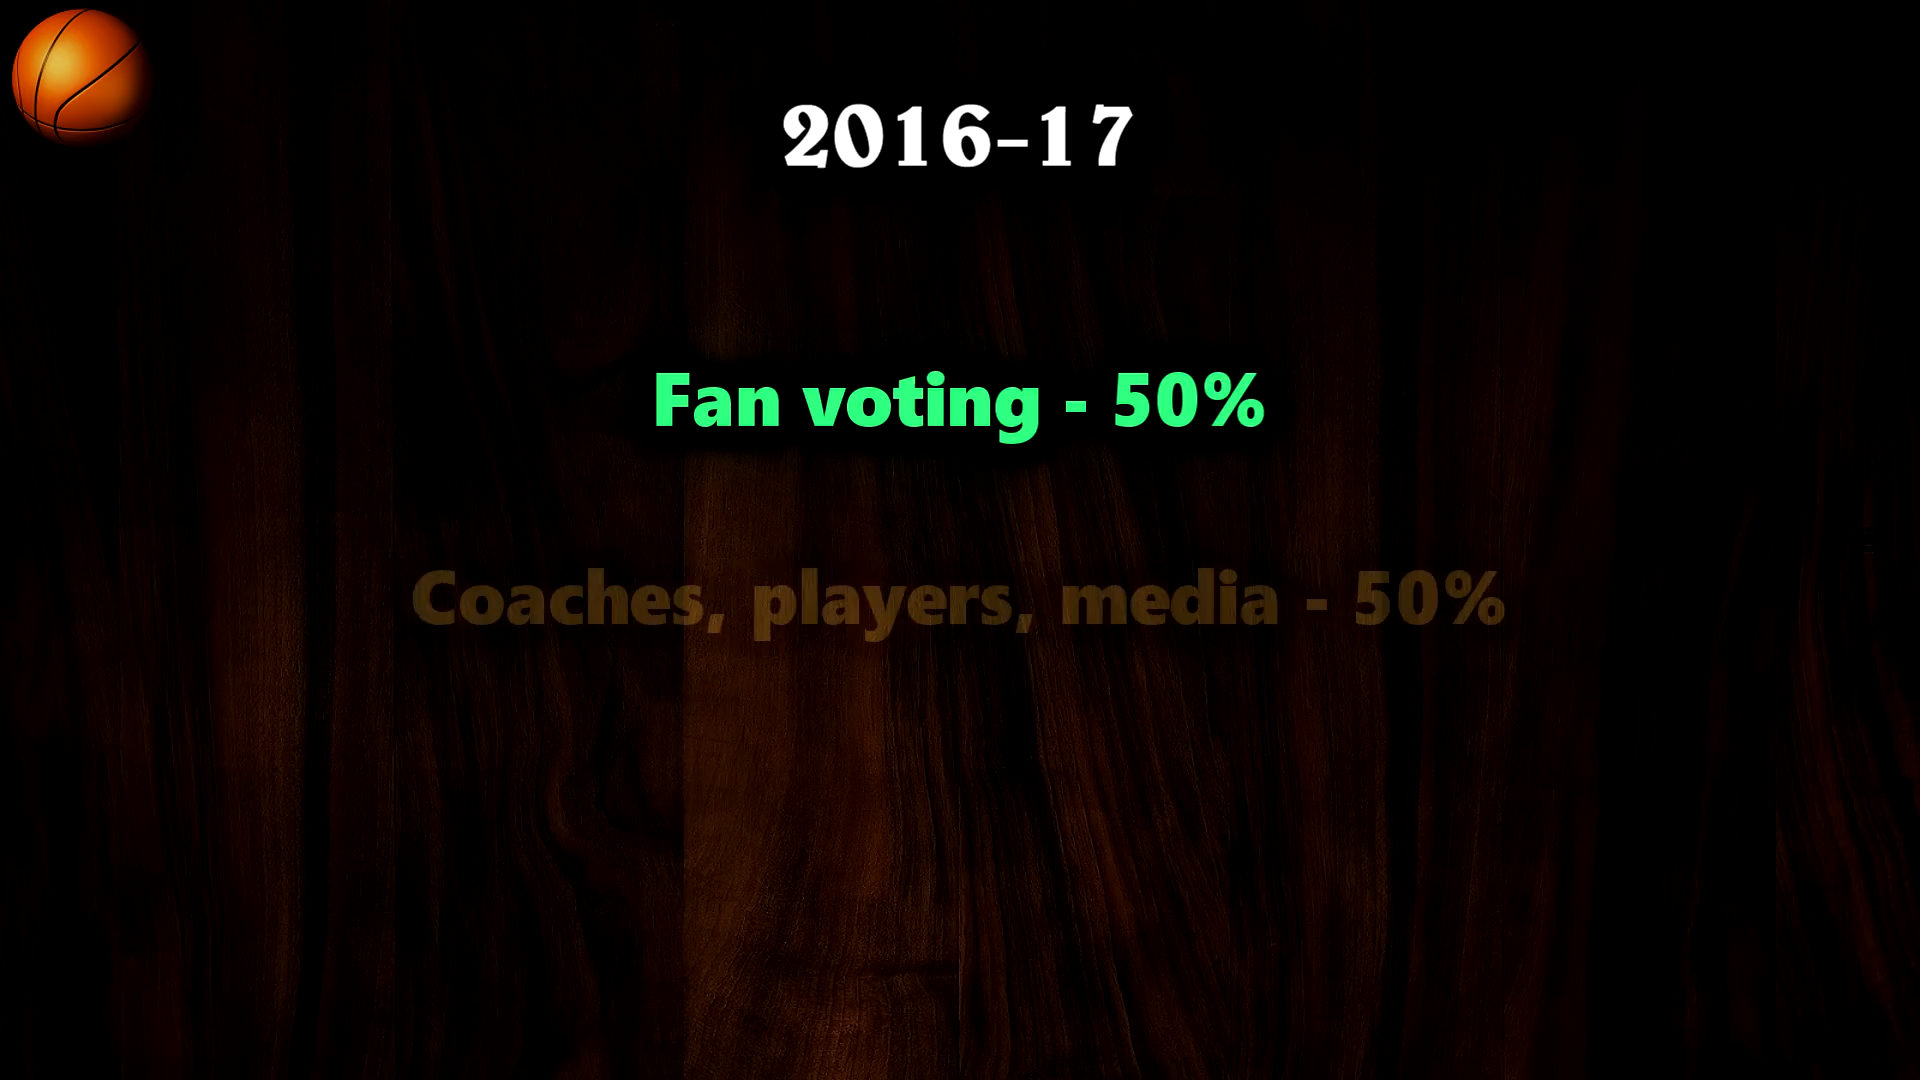 2016-17
Fan voting - 50%
Coaches, players, media - 50%